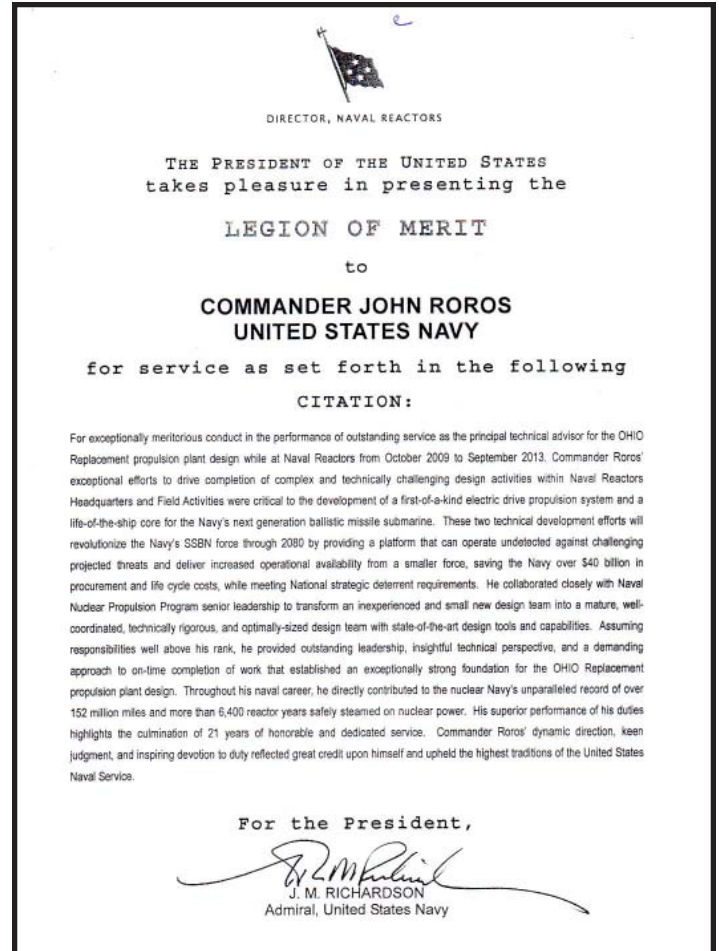 DIRECTOR, NAVAL REACTORS
THE PRESIDENT OF THE UNITED STATES
takes pleasure in presenting the
LEGION OF MERIT
to
COMMANDER JOHN ROROS
UNITED STATES NAVY
for service as set forth in the following
CITATION:
For exceptionally meritorious conduct in the performance of outstanding service as the principal technical advisor for the OHIO
Replacement propulsion plant design while at Naval Reactors from October 2009 to September 2013. Commander Roros'
exceptional efforts to drive completion of complex and technically challenging design activities within Naval Reactors
Headquarters and Field Activities were critical to the development of a first-of-a-kind electric drive propulsion system and a
life-of-the-ship core for the Navy's next generation ballistic missile submarine. These two technical development efforts will
revolutionize the Navy's SSBN force through 2080 by providing a platform that can operate undetected against challenging
projected threats and deliver increased operational availability from a smaller force, saving the Navy over $40 billion in
procurement and life cycle costs, while meeting National strategic deterrent requirements. He collaborated closely with Naval
Nuclear Propulsion Program senior leadership to transform an inexperienced and small new design team into a mature, well-
coordinated, technically rigorous, and optimally-sized design team with state-of-the-art design tools and capabilities. Assuming
responsibilities well above his rank, he provided outstanding leadership, insightful technical perspective, and a demanding
approach to on-time completion of work that established an exceptionally strong foundation for the OHIO Replacement
propulsion plant design. Throughout his naval career, he directly contributed to the nuclear Navy's unparalleled record of over
152 million miles and more than 6,400 reactor years safely steamed on nuclear power. His superior performance of his duties
highlights the culmination of 21 years of honorable and dedicated service. Commander Roros' dynamic direction, keen
judgment, and inspiring devotion to duty reflected great credit upon himself and upheld the highest traditions of the United States
Naval Service.
For the President,
J. M. RICHARDSON
Admiral, United States Navy